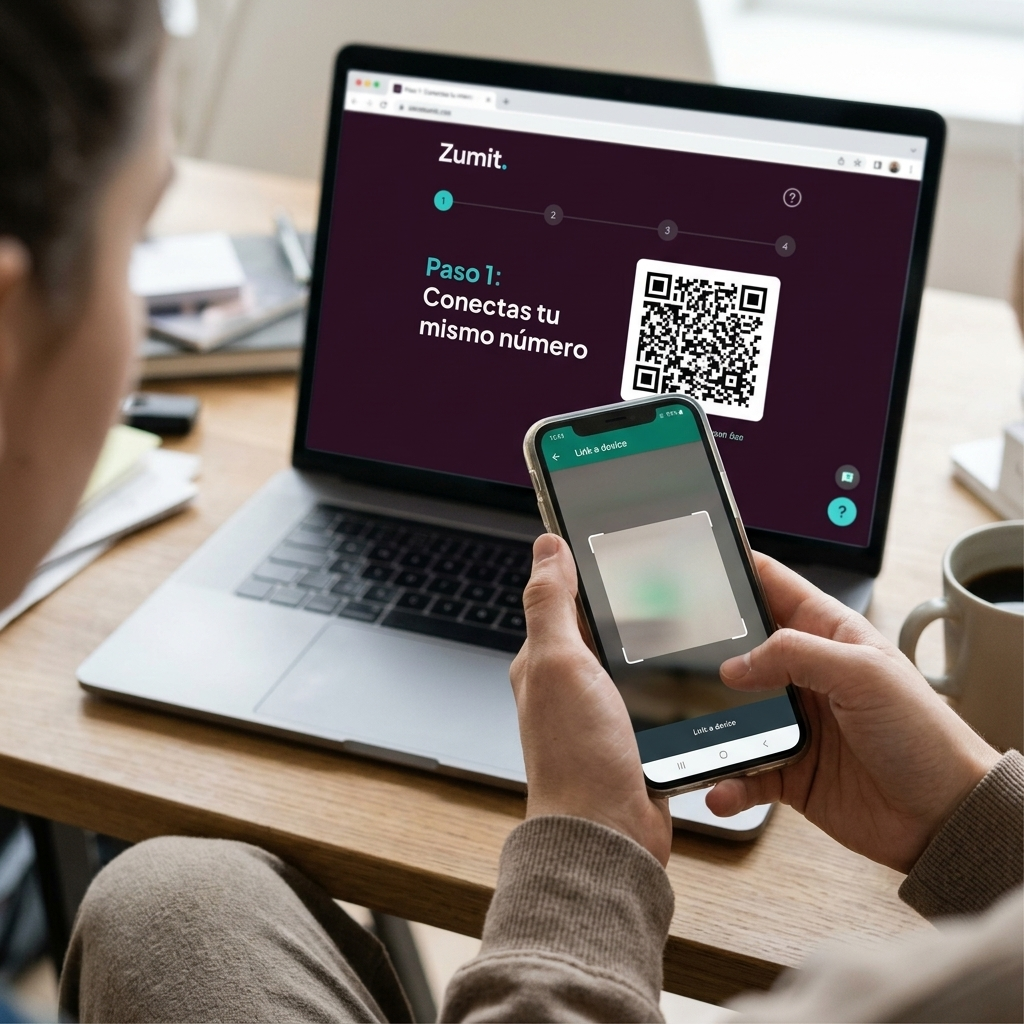 Zumit.
?
1
2
3
4
Paso 1:
Conectas tu
mismo número
?
Link a device
Link a device